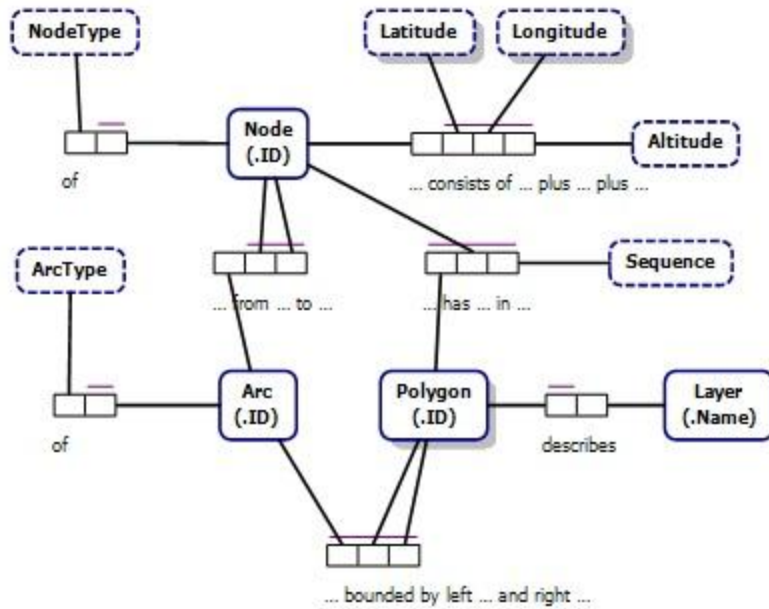 NodeType
Latitude
Longitude
Node
(.ID)
Altitude
of
... consists of ... plus ... plus ...
ArcType
Sequence
... from ... to ...
... has ... in ...
Arc
(.ID)
Polygon
(.ID)
Layer
(.Name)
of
describes
... bounded by left ... and right ...